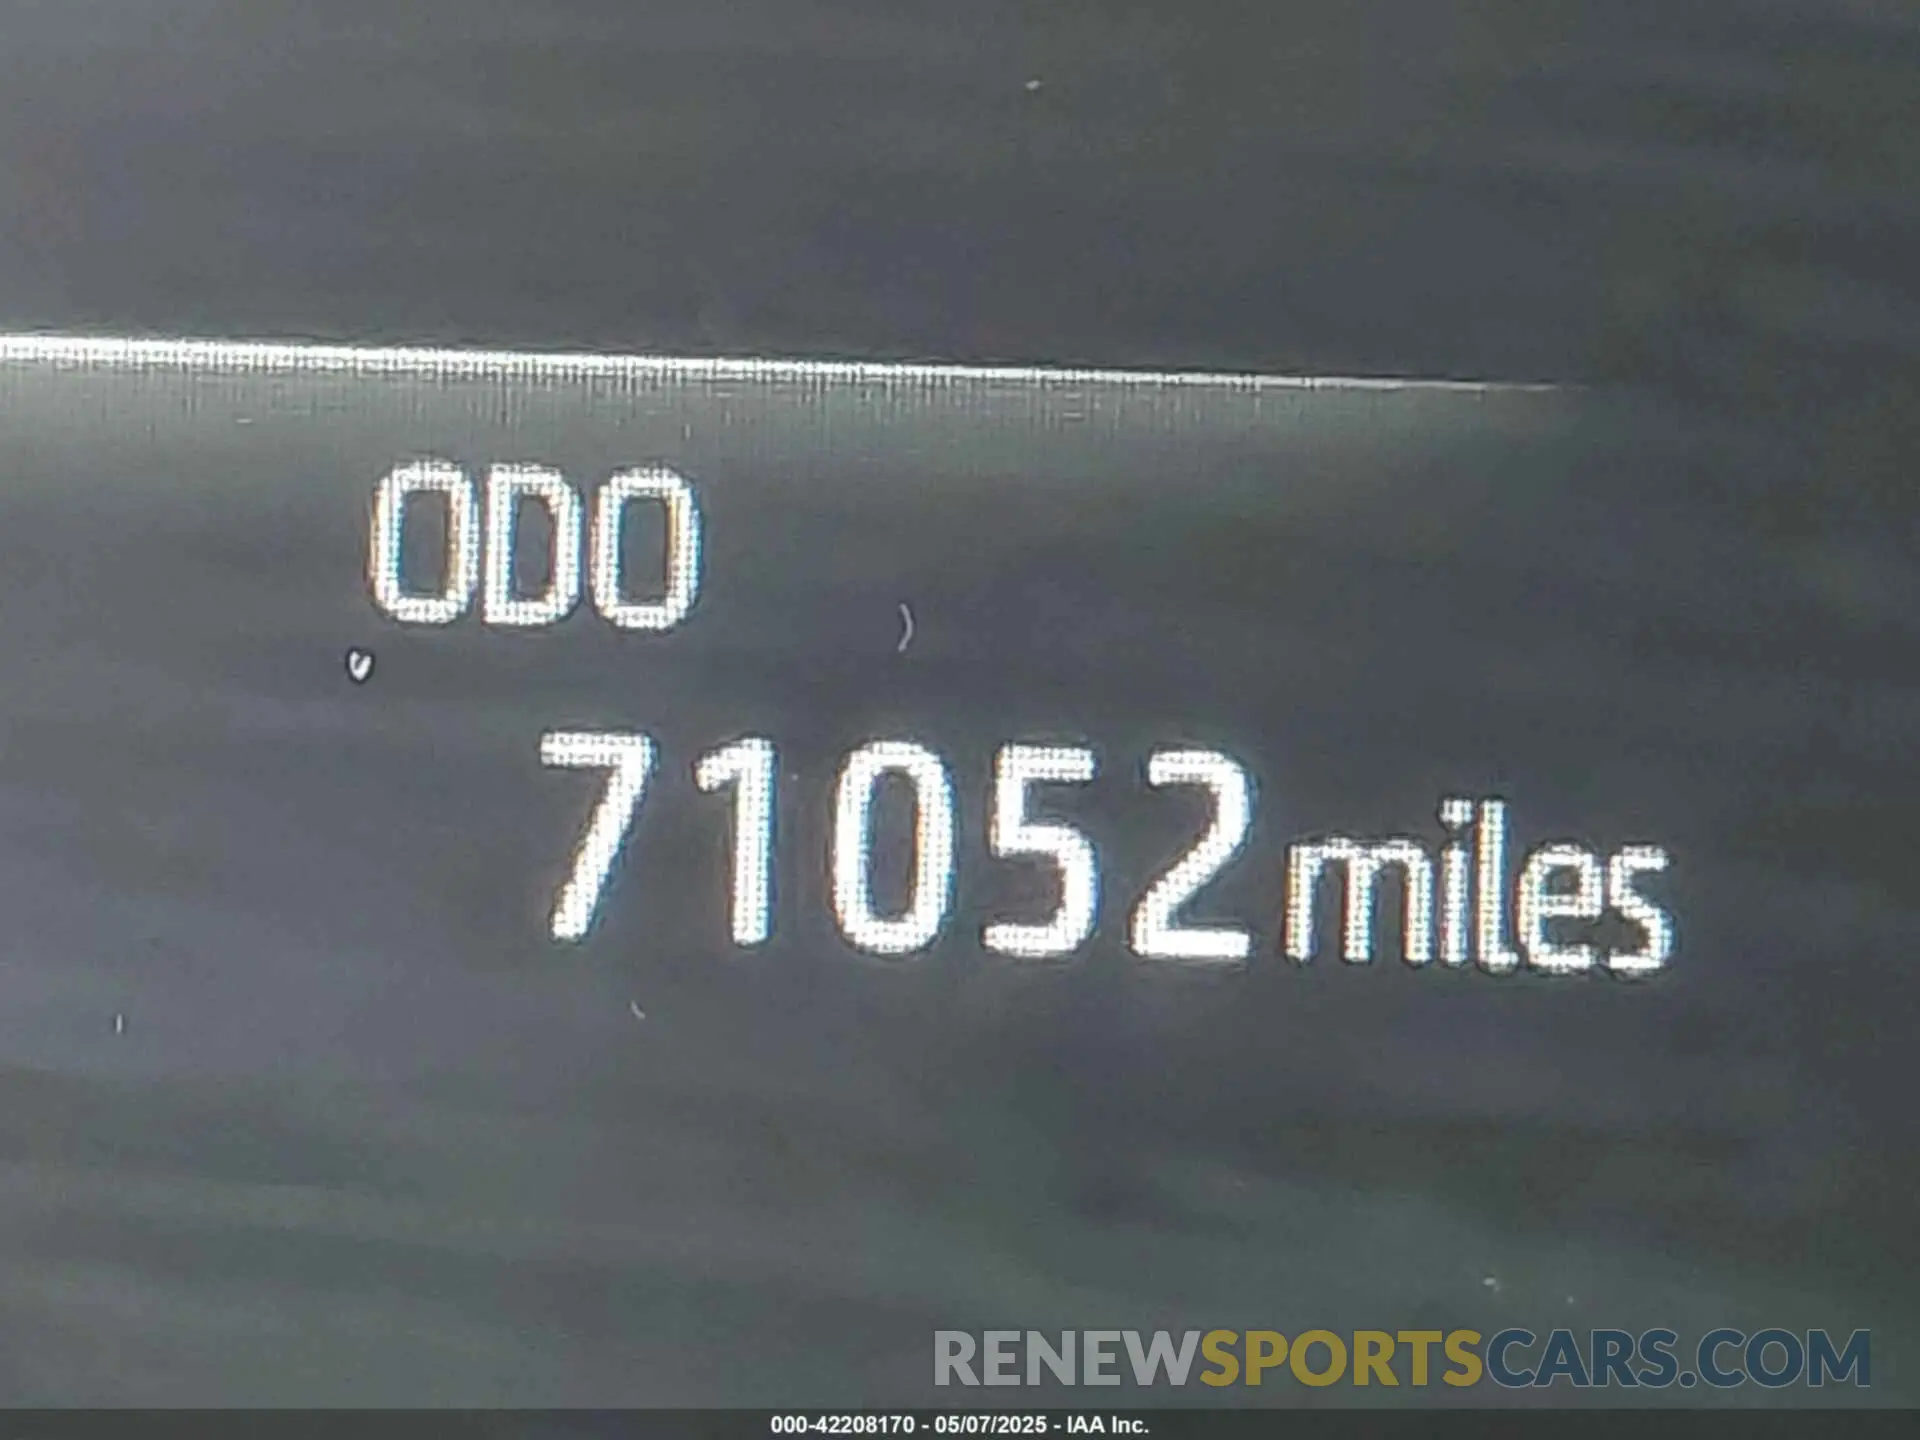 ODO
71052 miles
RENEWSPORTSCARS.COM
000-42208170 - 05/07/2025 - IAA Inc.